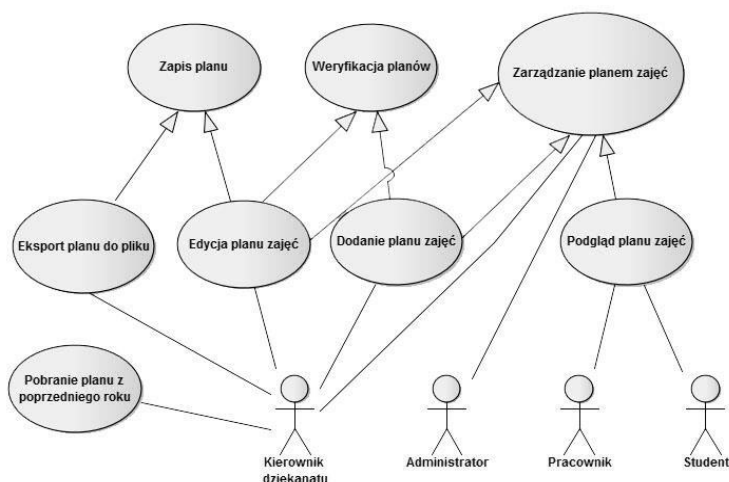 Zapis planu
Weryfikacja planów
Zarządzanie planem zajęć
Eksport planu do pliku
Edycja planu zajęć
Dodanie planu zajęć
Podgląd planu zajęć
Pobranie planu z
poprzedniego roku
Kierownik
dziekanatu
Administrator
Pracownik
Student